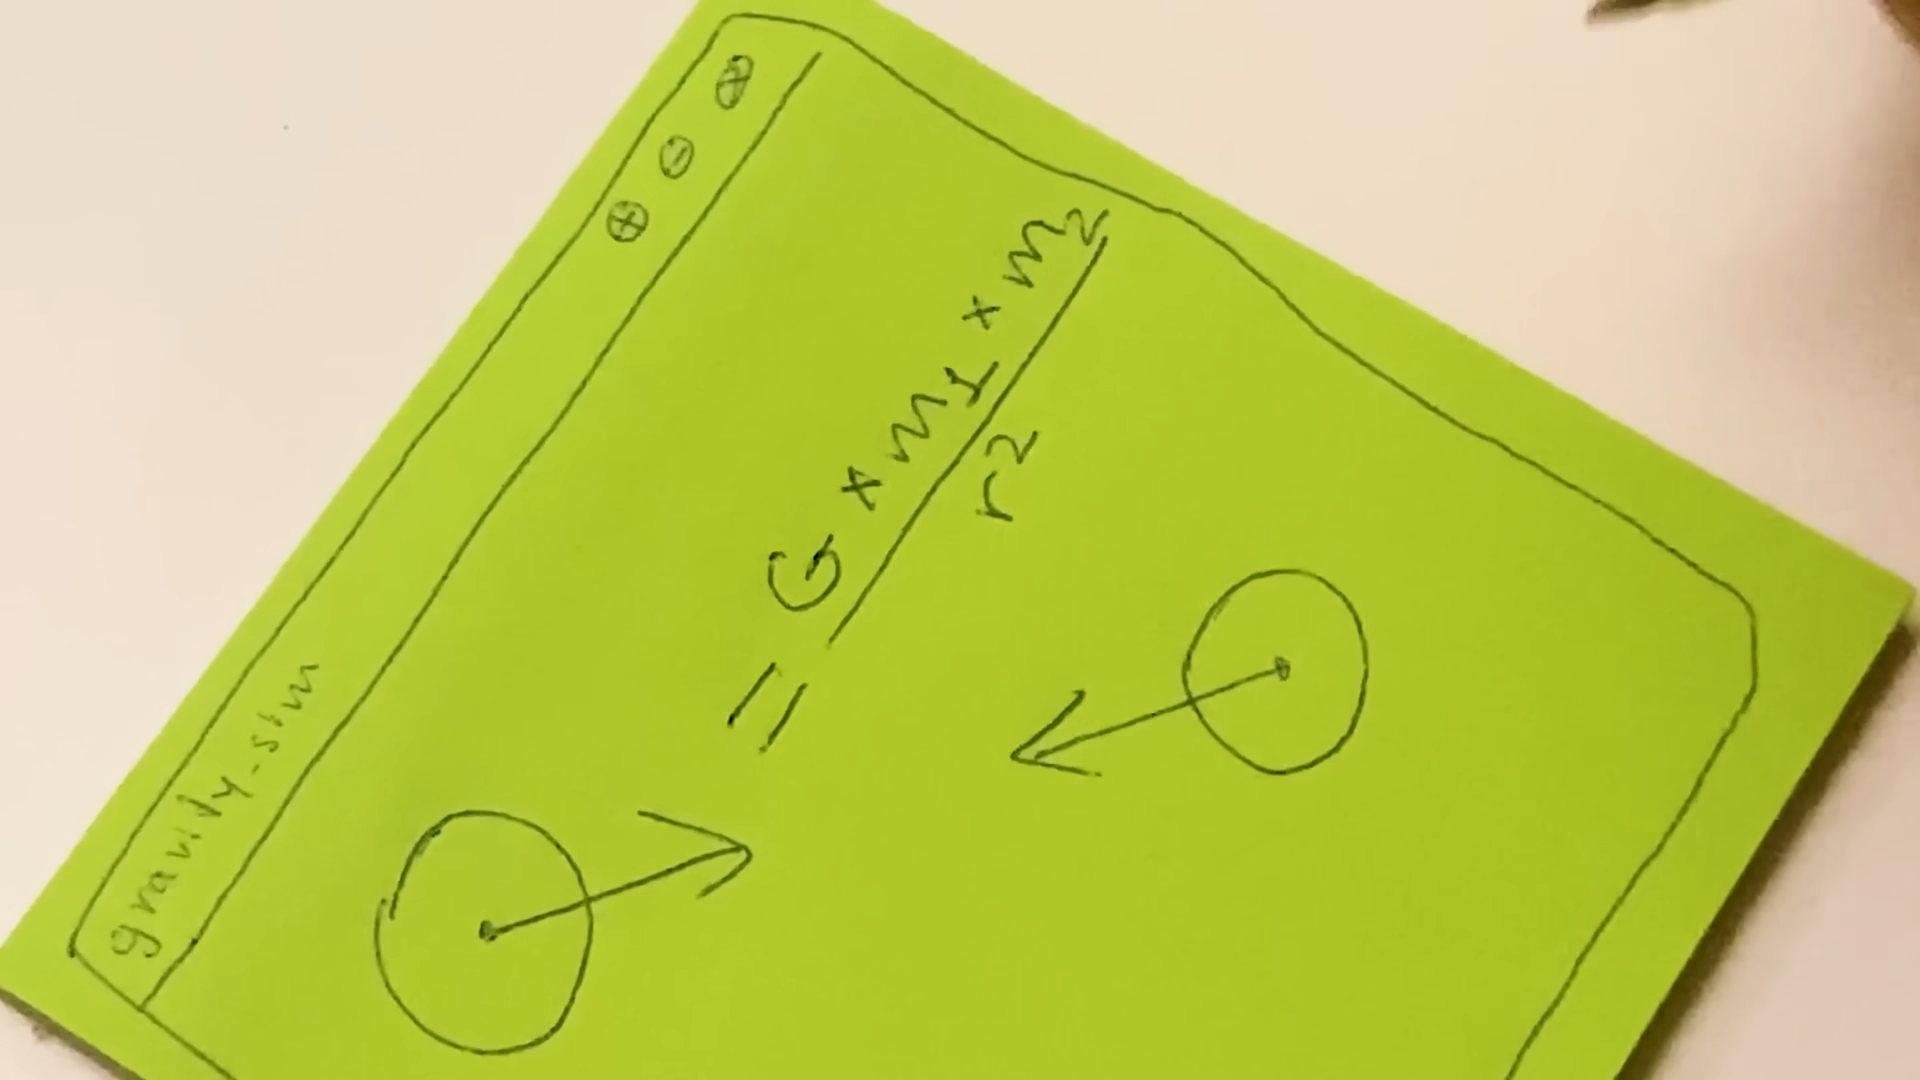 gravity-sim
= G × m₁ × m₂
r²